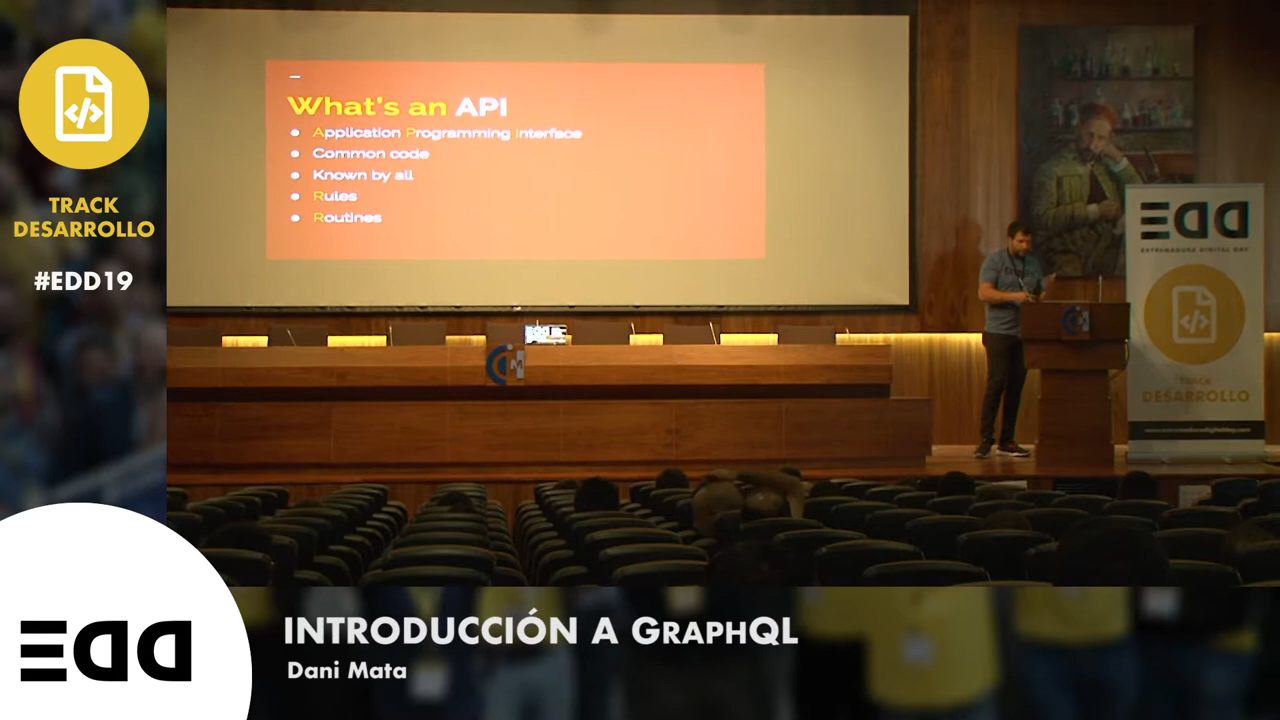 TRACK
DESARROLLO
#EDD19
What's an API
Application Programming Interface
Common code
Known by all
Rules
Routines
EDD
EXTREMADURA DIGITAL DAY
TRACK
DESARROLLO
EDD
INTRODUCCIÓN A GRAPHQL
Dani Mata